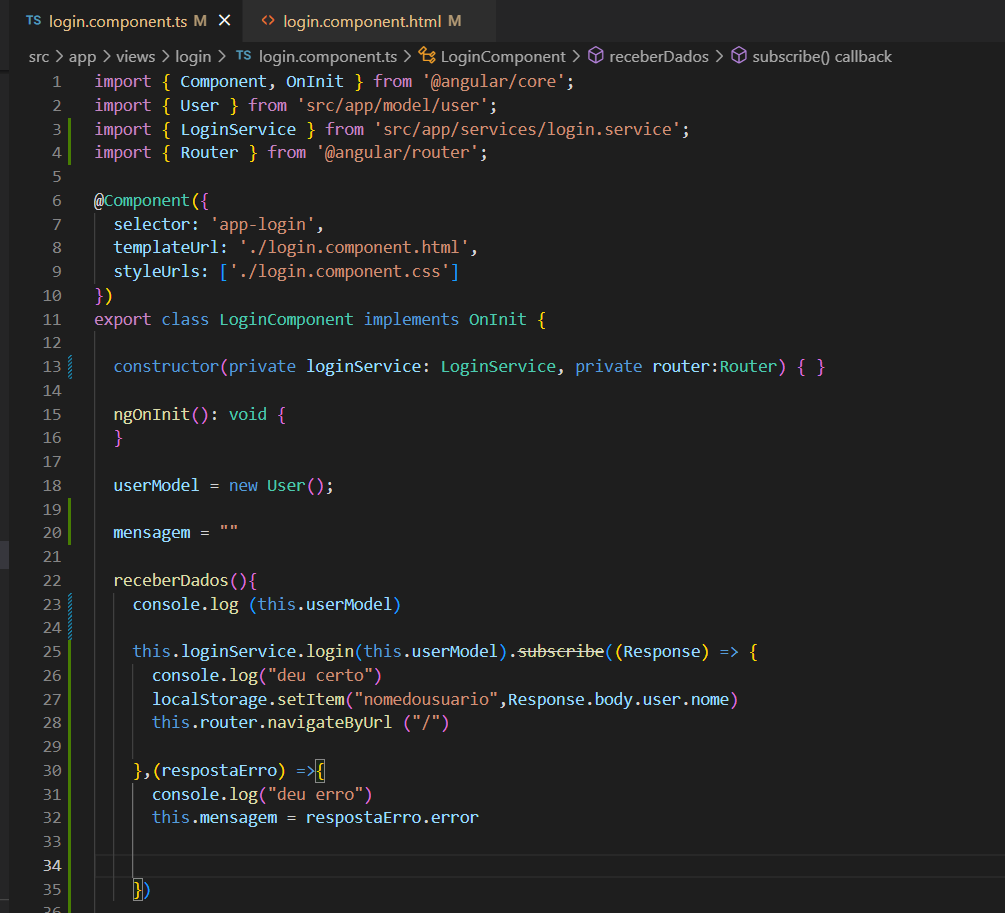 TS login.component.ts M × <> login.component.html M
src > app > views > login > TS login.component.ts > LoginComponent > receberDados > subscribe() callback
1 import { Component, OnInit } from '@angular/core';
2 import { User } from 'src/app/model/user';
3 import { LoginService } from 'src/app/services/login.service';
4 import { Router } from '@angular/router';
5
6 @Component({
7 selector: 'app-login',
8 templateUrl: './login.component.html',
9 styleUrls: ['./login.component.css']
10 })
11 export class LoginComponent implements OnInit {
12
13 constructor(private loginService: LoginService, private router:Router) { }
14
15 ngOnInit(): void {
16 }
17
18 userModel = new User();
19
20 mensagem = ""
21
22 receberDados(){
23 console.log (this.userModel)
24
25 this.loginService.login(this.userModel).subscribe((Response) => {
26 console.log("deu certo")
27 localStorage.setItem("nomedousuario",Response.body.user.nome)
28 this.router.navigateByUrl ("/")
29
30 },(respostaErro) =>{
31 console.log("deu erro")
32 this.mensagem = respostaErro.error
33
34
35 })
36